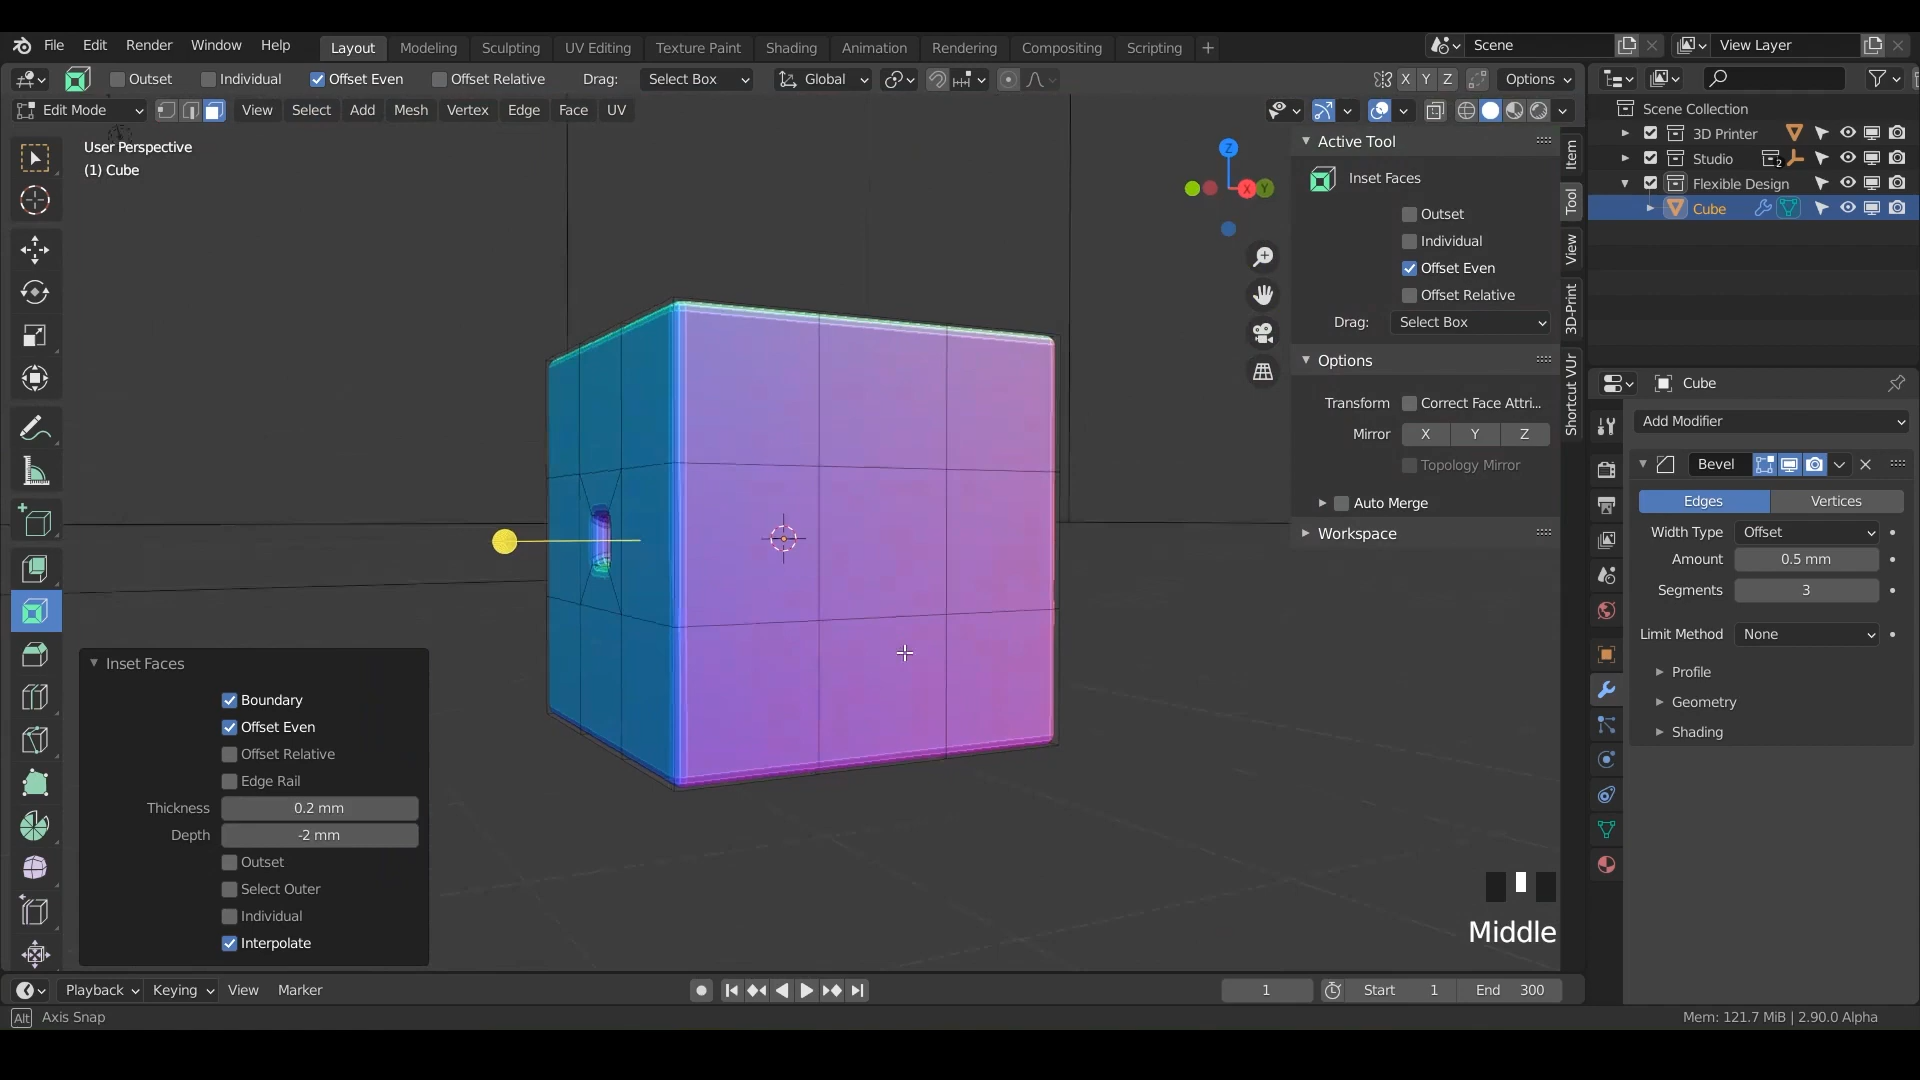 File Edit Render Window Help Layout Modeling Sculpting UV Editing Texture Paint Shading Animation Rendering Compositing Scripting + Scene View Layer
Outset Individual Offset Even Offset Relative Drag: Select Box Global X Y Z Options
Edit Mode View Select Add Mesh Vertex Edge Face UV
User Perspective
(1) Cube
Z
X
Y
Active Tool
Inset Faces
Outset
Individual
Offset Even
Offset Relative
Drag: Select Box
Options
Transform Correct Face Attri...
Mirror X Y Z
Topology Mirror
Auto Merge
Workspace
Item
Tool
View
3D-Print
Shortcut VUr
Scene Collection
3D Printer
Studio 2
Flexible Design
Cube
Cube
Add Modifier
Bevel
Edges Vertices
Width Type Offset
Amount 0.5 mm
Segments 3
Limit Method None
Profile
Geometry
Shading
Inset Faces
Boundary
Offset Even
Offset Relative
Edge Rail
Thickness 0.2 mm
Depth -2 mm
Outset
Select Outer
Individual
Interpolate
Middle
Playback Keying View Marker 1 Start 1 End 300
Alt Axis Snap Mem: 121.7 MiB | 2.90.0 Alpha